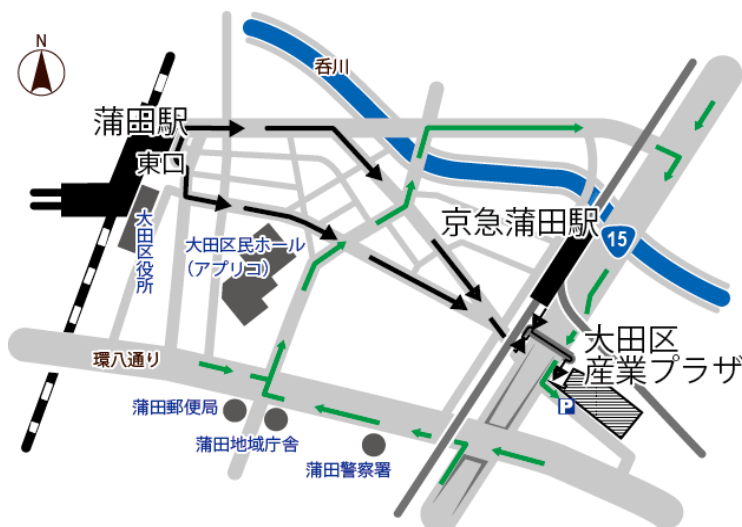 N
呑川
蒲田駅
東口
京急蒲田駅
15
大田区役所
大田区民ホール
（アプリコ）
大田区
産業プラザ
環八通り
P
蒲田郵便局
蒲田地域庁舎
蒲田警察署